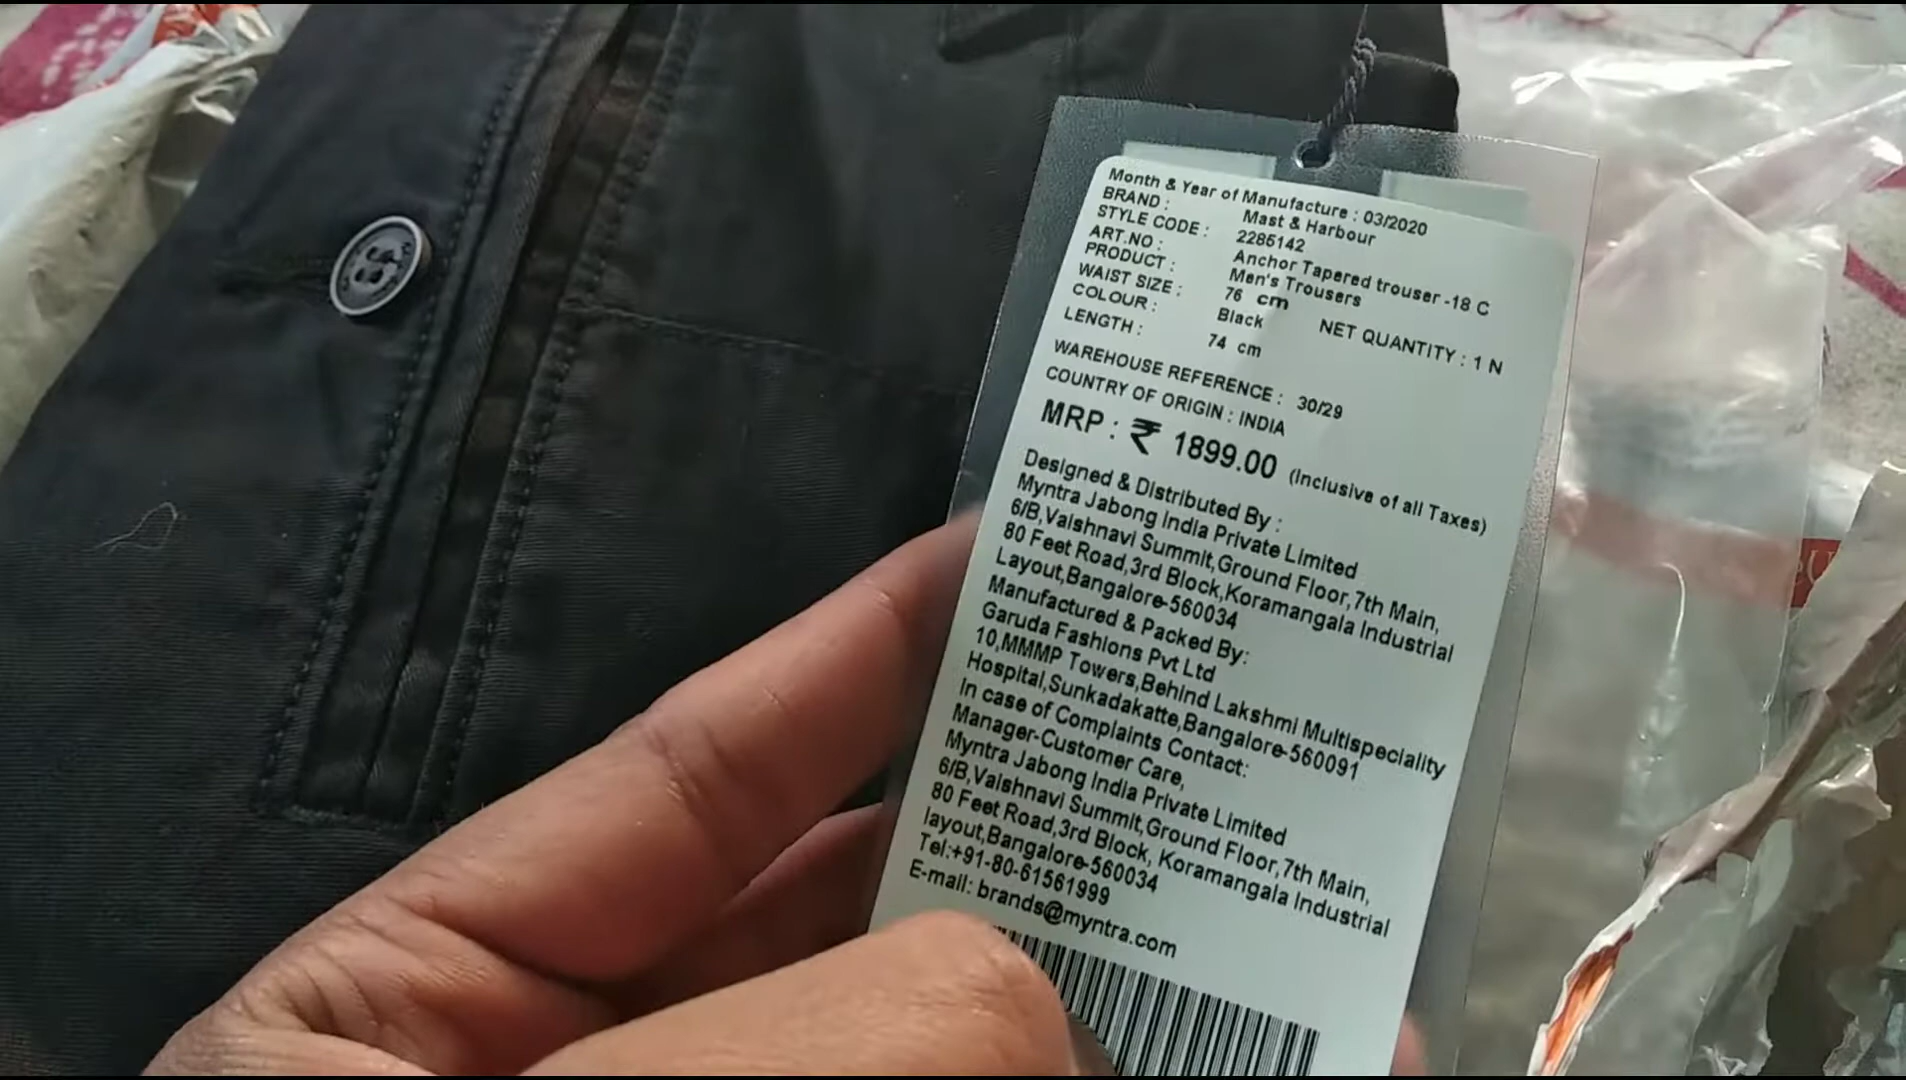 Month & Year of Manufacture : 03/2020
BRAND : Mast & Harbour
STYLE CODE : 2285142
ART.NO : Anchor Tapered trouser -18 C
PRODUCT : Men's Trousers
WAIST SIZE : 76 cm
COLOUR : Black NET QUANTITY : 1 N
LENGTH : 74 cm
WAREHOUSE REFERENCE : 30/29
COUNTRY OF ORIGIN : INDIA
MRP : ₹ 1899.00 (Inclusive of all Taxes)
Designed & Distributed By :
Myntra Jabong India Private Limited
6/B,Vaishnavi Summit,Ground Floor,7th Main,
80 Feet Road,3rd Block,Koramangala Industrial
Layout,Bangalore-560034
Manufactured & Packed By:
Garuda Fashions Pvt Ltd
10,MMMP Towers,Behind Lakshmi Multispeciality
Hospital,Sunkadakatte,Bangalore-560091
In case of Complaints Contact:
Manager-Customer Care,
Myntra Jabong India Private Limited
6/B,Vaishnavi Summit,Ground Floor,7th Main,
80 Feet Road,3rd Block, Koramangala Industrial
layout,Bangalore-560034
Tel:+91-80-61561999
E-mail: brands@myntra.com